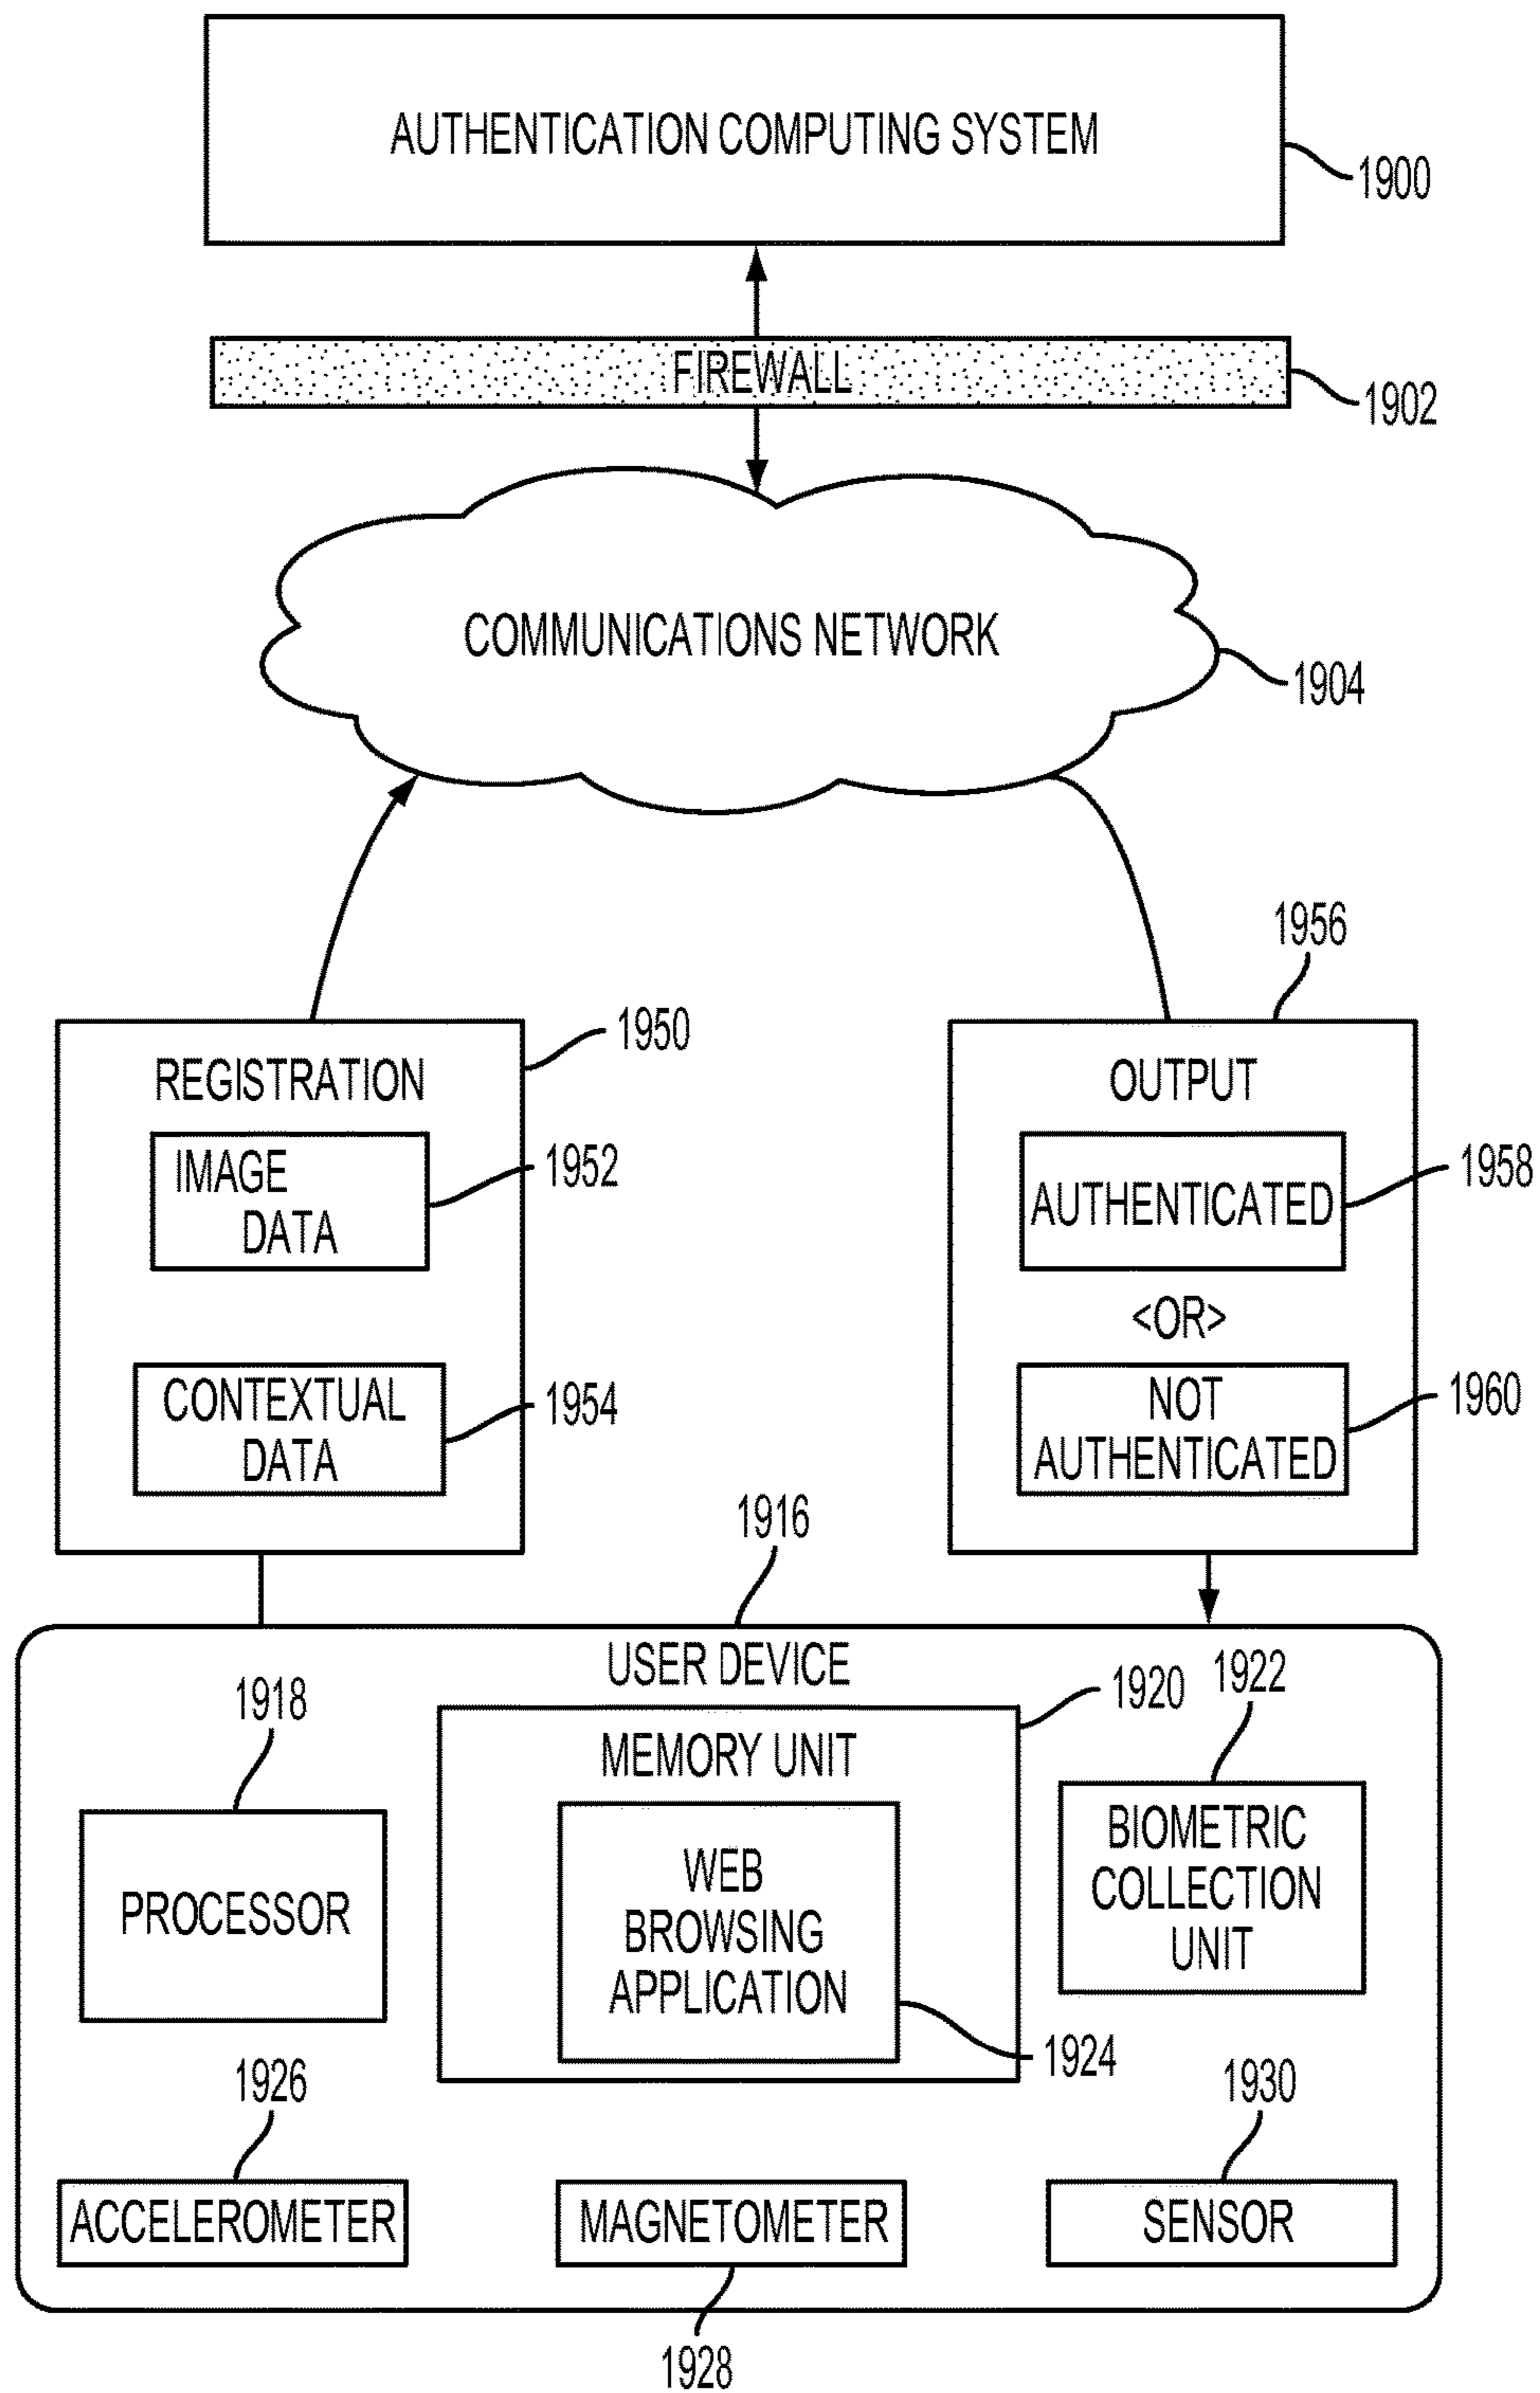 AUTHENTICATION COMPUTING SYSTEM
1900
FIREWALL
1902
COMMUNICATIONS NETWORK
1904
1956
1950
REGISTRATION
OUTPUT
IMAGE
DATA
1952
AUTHENTICATED
1958
<OR>
CONTEXTUAL
DATA
1954
NOT
AUTHENTICATED
1960
1916
USER DEVICE
1918
1920
1922
MEMORY UNIT
PROCESSOR
WEB
BROWSING
APPLICATION
BIOMETRIC
COLLECTION
UNIT
1924
1926
1930
ACCELEROMETER
MAGNETOMETER
SENSOR
1928